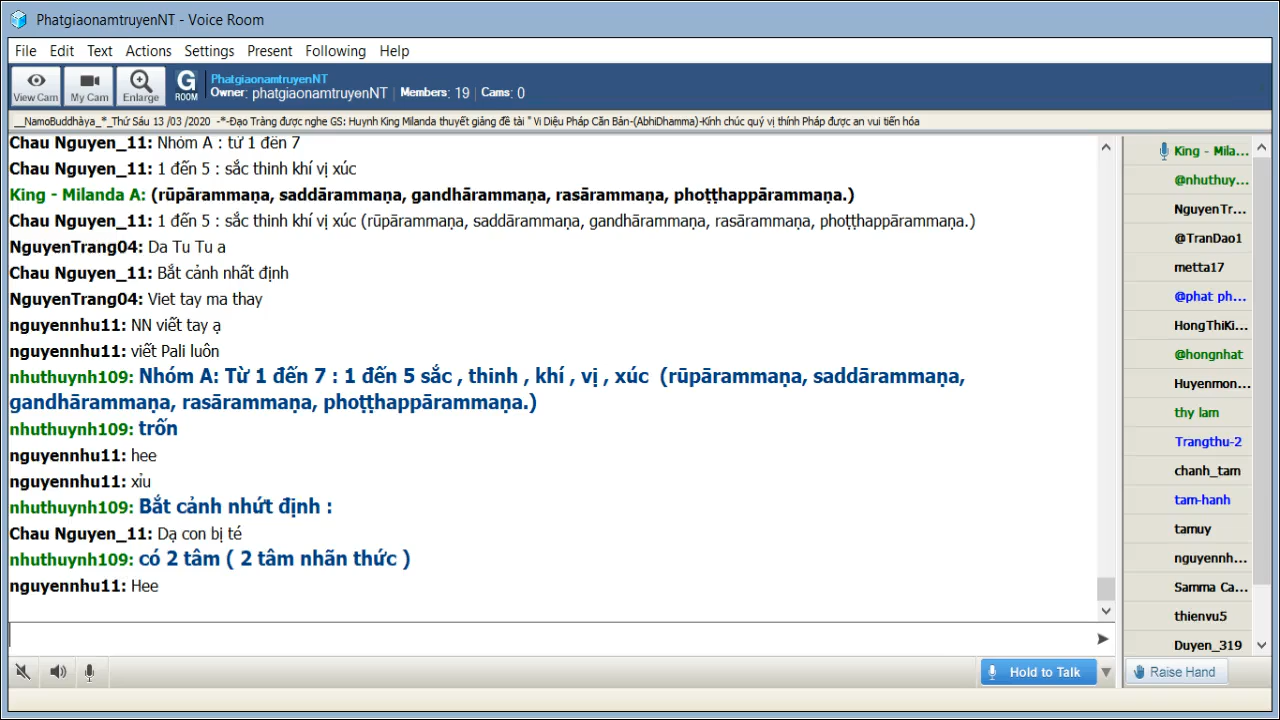 PhatgiaonamtruyenNT - Voice Room
File Edit Text Actions Settings Present Following Help
View Cam My Cam Enlarge G ROOM
PhatgiaonamtruyenNT
Owner: phatgiaonamtruyenNT Members: 19 Cams: 0
__NamoBuddhàya_*_Thứ Sáu 13 /03 /2020 -*-Đạo Tràng được nghe GS: Huynh King Milanda thuyết giảng đề tài " Vi Diệu Pháp Căn Bản-(AbhiDhamma)-Kính chúc quý vị thính Pháp được an vui tiến hóa
Chau Nguyen_11: Nhóm A : từ 1 đến 7
Chau Nguyen_11: 1 đến 5 : sắc thinh khí vị xúc
King - Milanda A: (rūpārammaṇa, saddārammaṇa, gandhārammaṇa, rasārammaṇa, phoṭṭhappārammaṇa.)
Chau Nguyen_11: 1 đến 5 : sắc thinh khí vị xúc (rūpārammaṇa, saddārammaṇa, gandhārammaṇa, rasārammaṇa, phoṭṭhappārammaṇa.)
NguyenTrang04: Da Tu Tu a
Chau Nguyen_11: Bắt cảnh nhất định
NguyenTrang04: Viet tay ma thay
nguyennhu11: NN viết tay ạ
nguyennhu11: viết Pali luôn
nhuthuynh109: Nhóm A: Từ 1 đến 7 : 1 đến 5 sắc , thinh , khí , vị , xúc (rūpārammaṇa, saddārammaṇa,
gandhārammaṇa, rasārammaṇa, phoṭṭhappārammaṇa.)
nhuthuynh109: trốn
nguyennhu11: hee
nguyennhu11: xỉu
nhuthuynh109: Bắt cảnh nhứt định :
Chau Nguyen_11: Dạ con bị té
nhuthuynh109: có 2 tâm ( 2 tâm nhãn thức )
nguyennhu11: Hee
King - Mila...
@nhuthuy...
NguyenTr...
@TranDao1
metta17
@phat ph...
HongThiKi...
@hongnhat
Huyenmon...
thy lam
Trangthu-2
chanh_tam
tam-hanh
tamuy
nguyennh...
Samma Ca...
thienvu5
Duyen_319
Hold to Talk
Raise Hand